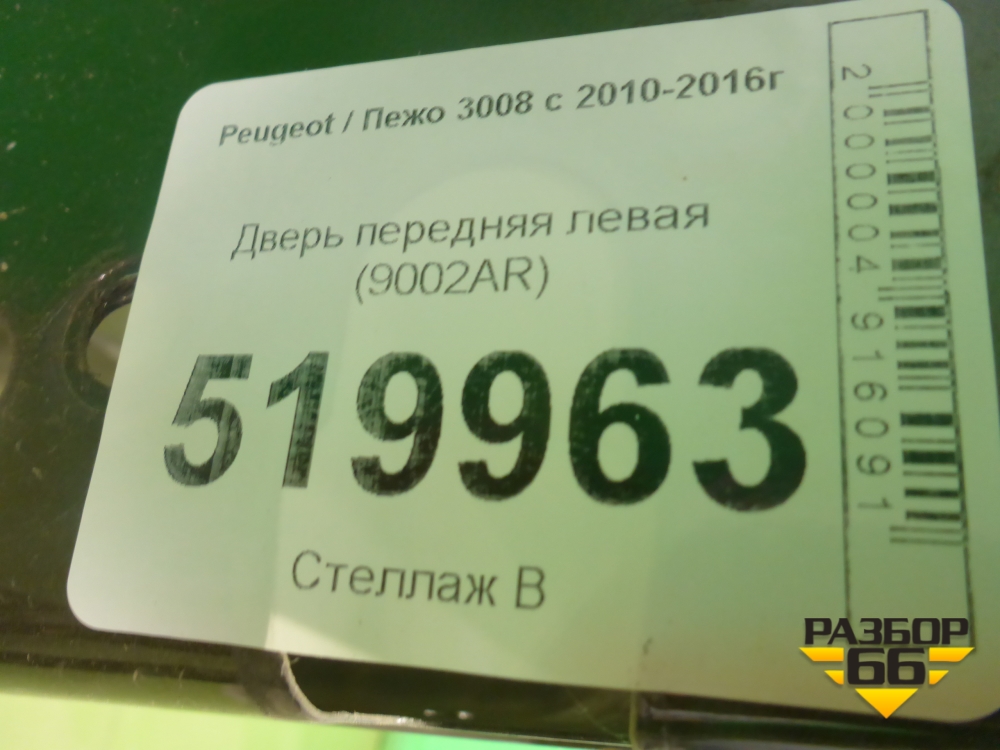 Peugeot / Пежо 3008 с 2010-2016г
Дверь передняя левая
(9002AR)
519963
Стеллаж В
2000004916091
РАЗБОР
66